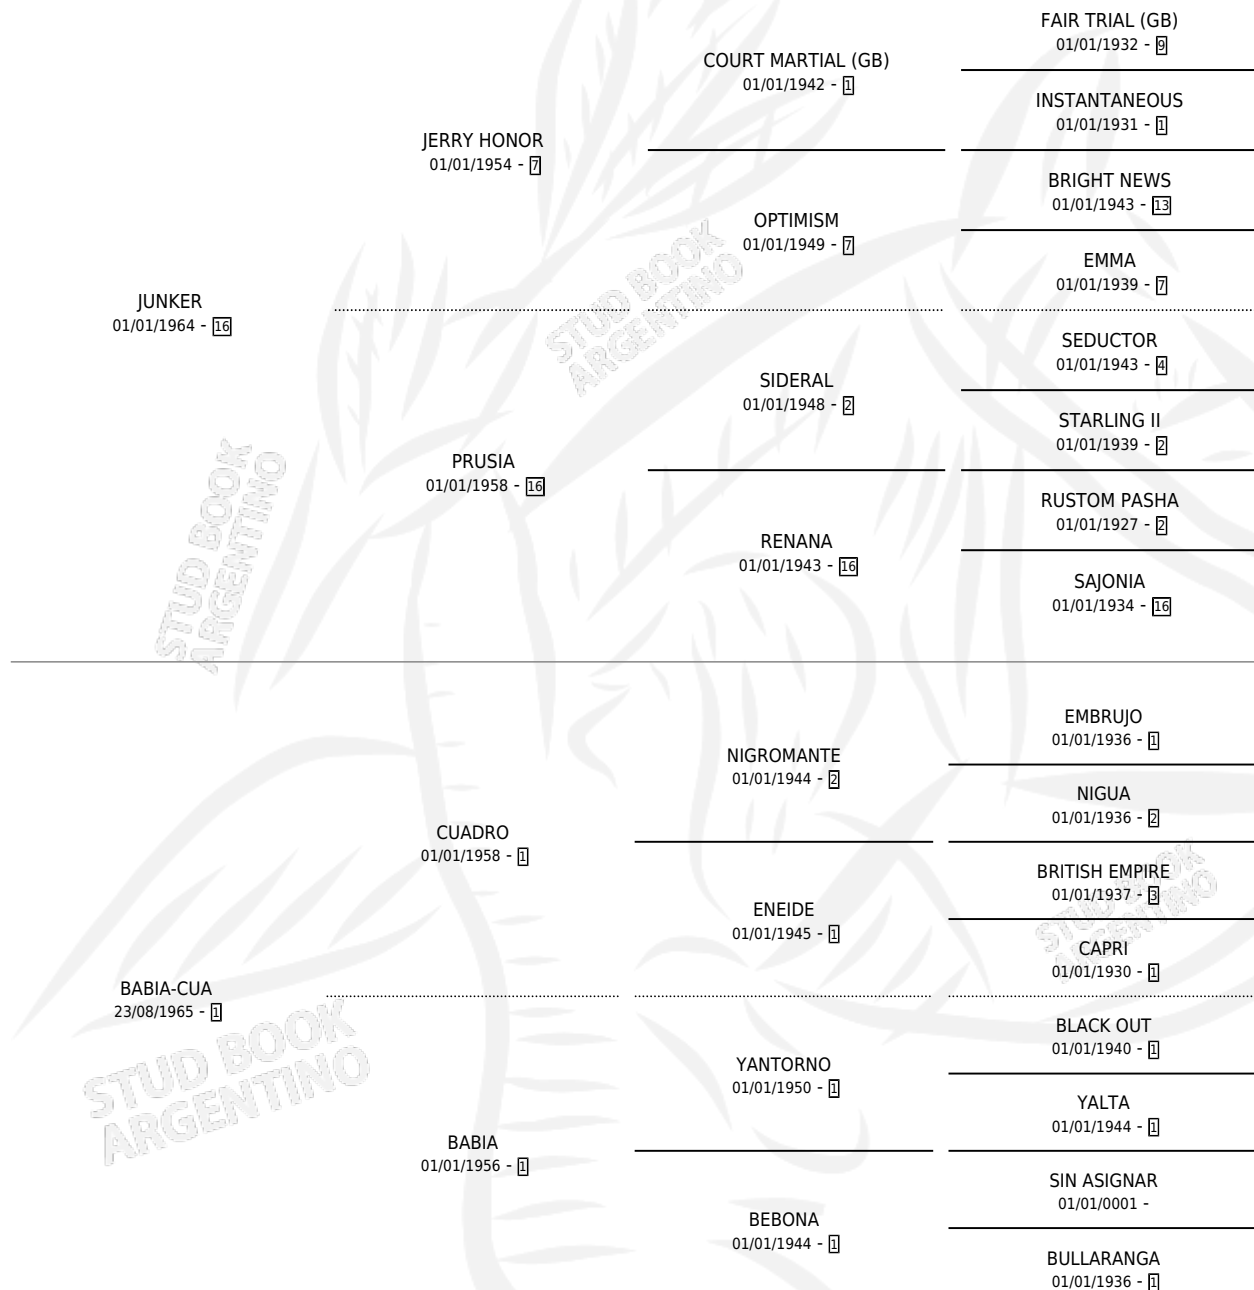 FAIR TRIAL (GB)
01/01/1932 - 9
COURT MARTIAL (GB)
01/01/1942 - 1
INSTANTANEOUS
01/01/1931 - 1
JERRY HONOR
01/01/1954 - 7
BRIGHT NEWS
01/01/1943 - 13
OPTIMISM
01/01/1949 - 7
EMMA
01/01/1939 - 7
JUNKER
01/01/1964 - 16
SEDUCTOR
01/01/1943 - 4
SIDERAL
01/01/1948 - 2
STARLING II
01/01/1939 - 2
PRUSIA
01/01/1958 - 16
RUSTOM PASHA
01/01/1927 - 2
RENANA
01/01/1943 - 16
SAJONIA
01/01/1934 - 16
EMBRUJO
01/01/1936 - 1
NIGROMANTE
01/01/1944 - 2
NIGUA
01/01/1936 - 2
CUADRO
01/01/1958 - 1
BRITISH EMPIRE
01/01/1937 - 3
ENEIDE
01/01/1945 - 1
CAPRI
01/01/1930 - 1
BABIA-CUA
23/08/1965 - 1
BLACK OUT
01/01/1940 - 1
YANTORNO
01/01/1950 - 1
YALTA
01/01/1944 - 1
BABIA
01/01/1956 - 1
SIN ASIGNAR
01/01/0001 -
BEBONA
01/01/1944 - 1
BULLARANGA
01/01/1936 - 1
STUD BOOK
ARGENTINO
STUD BOOK
ARGENTINO
STUD BOOK
ARGENTINO
STUD BOOK
ARGENTINO